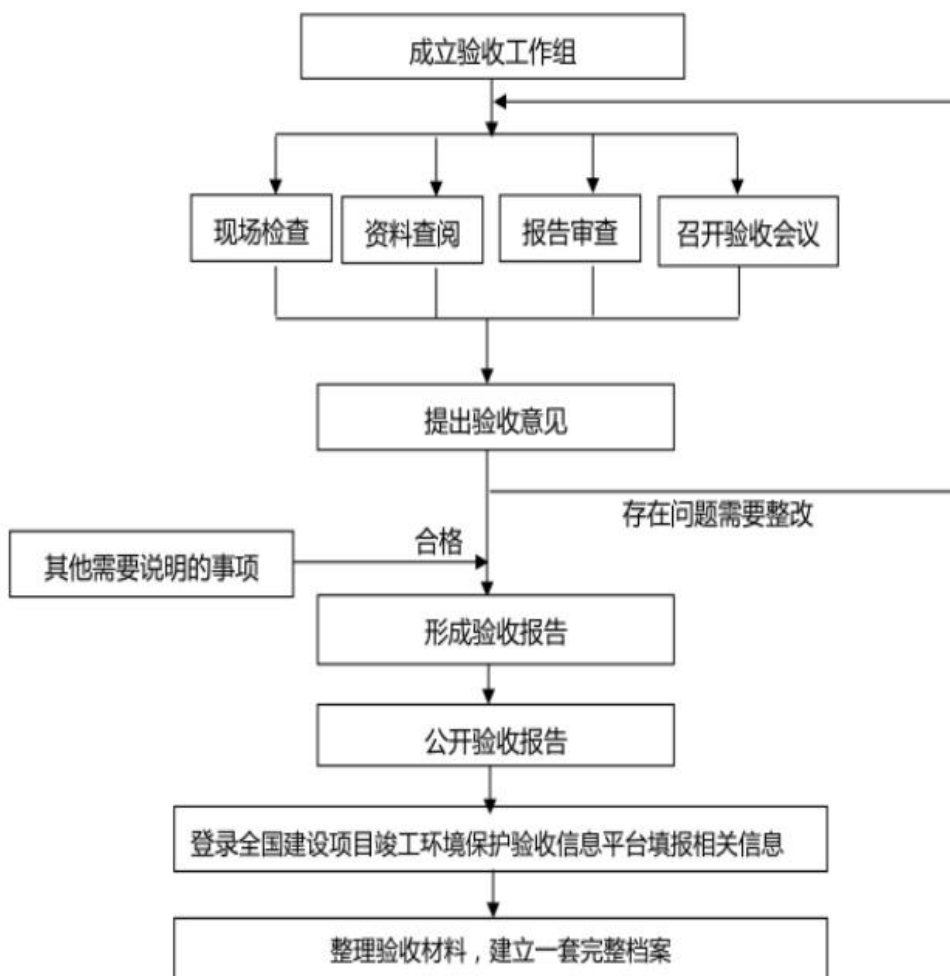 成立验收工作组
现场检查
资料查阅
报告审查
召开验收会议
提出验收意见
存在问题需要整改
合格
其他需要说明的事项
形成验收报告
公开验收报告
登录全国建设项目竣工环境保护验收信息平台填报相关信息
整理验收材料，建立一套完整档案